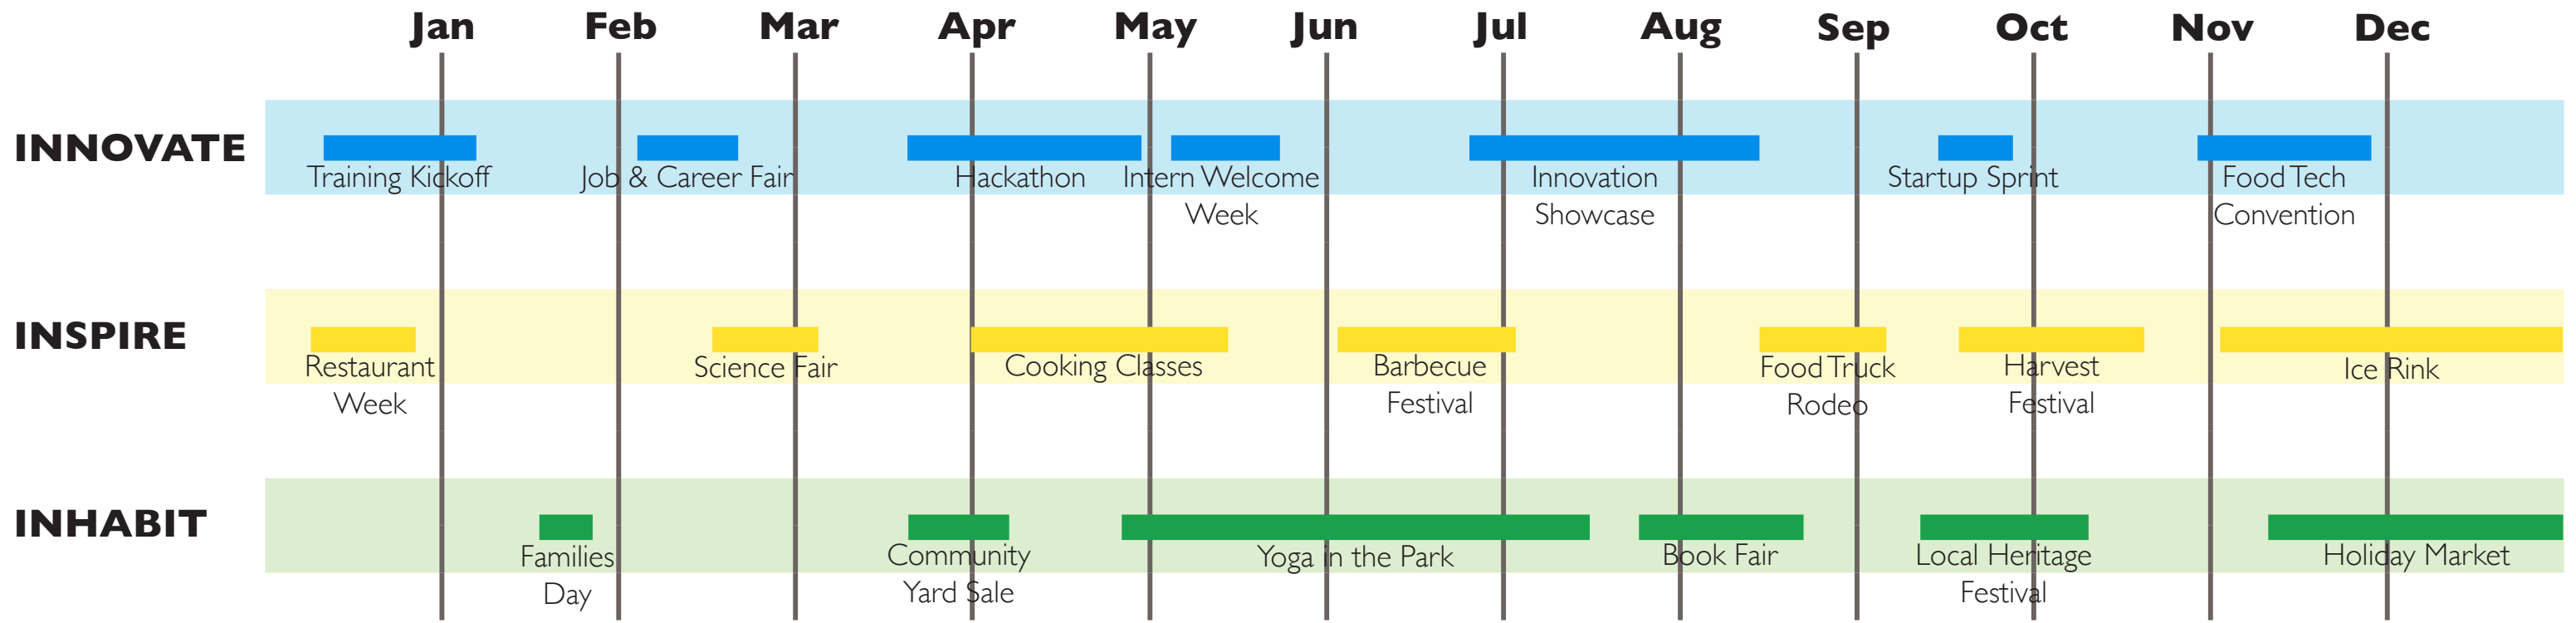 Jan Feb Mar Apr May Jun Jul Aug Sep Oct Nov Dec
INNOVATE
Training Kickoff
Job & Career Fair
Hackathon
Intern Welcome
Week
Innovation
Showcase
Startup Sprint
Food Tech
Convention
INSPIRE
Restaurant
Week
Science Fair
Cooking Classes
Barbecue
Festival
Food Truck
Rodeo
Harvest
Festival
Ice Rink
INHABIT
Families
Day
Community
Yard Sale
Yoga in the Park
Book Fair
Local Heritage
Festival
Holiday Market